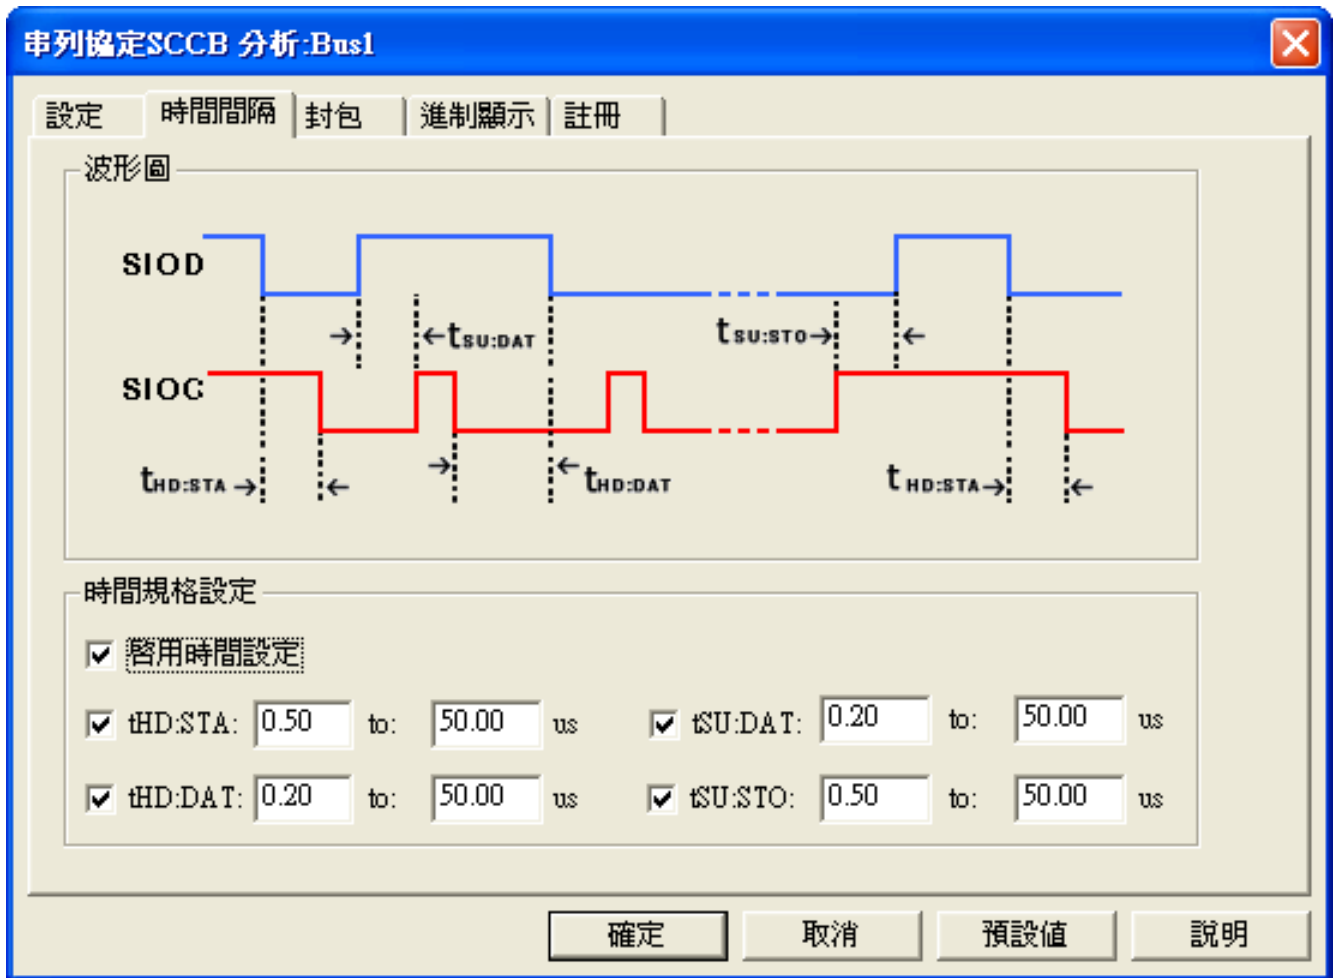 串列協定SCCB 分析:Bus1
設定 時間間隔 封包 進制顯示 註冊
波形圖
SIOD
tSU:DAT tSU:STO
SIOC
tHD:STA tHD:DAT tHD:STA
時間規格設定
啓用時間設定
tHD:STA: 0.50 to: 50.00 us tSU:DAT: 0.20 to: 50.00 us
tHD:DAT: 0.20 to: 50.00 us tSU:STO: 0.50 to: 50.00 us
確定 取消 預設值 說明